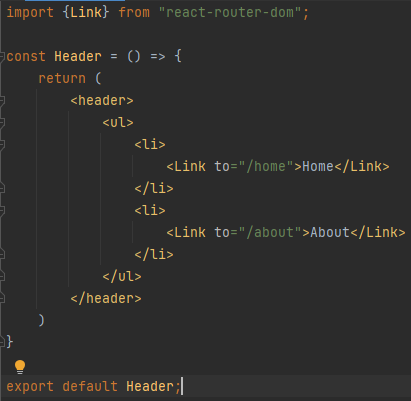 import {Link} from "react-router-dom";
const Header = () => {
    return (
        <header>
            <ul>
                <li>
                    <Link to="/home">Home</Link>
                </li>
                <li>
                    <Link to="/about">About</Link>
                </li>
            </ul>
        </header>
    )
}
export default Header;